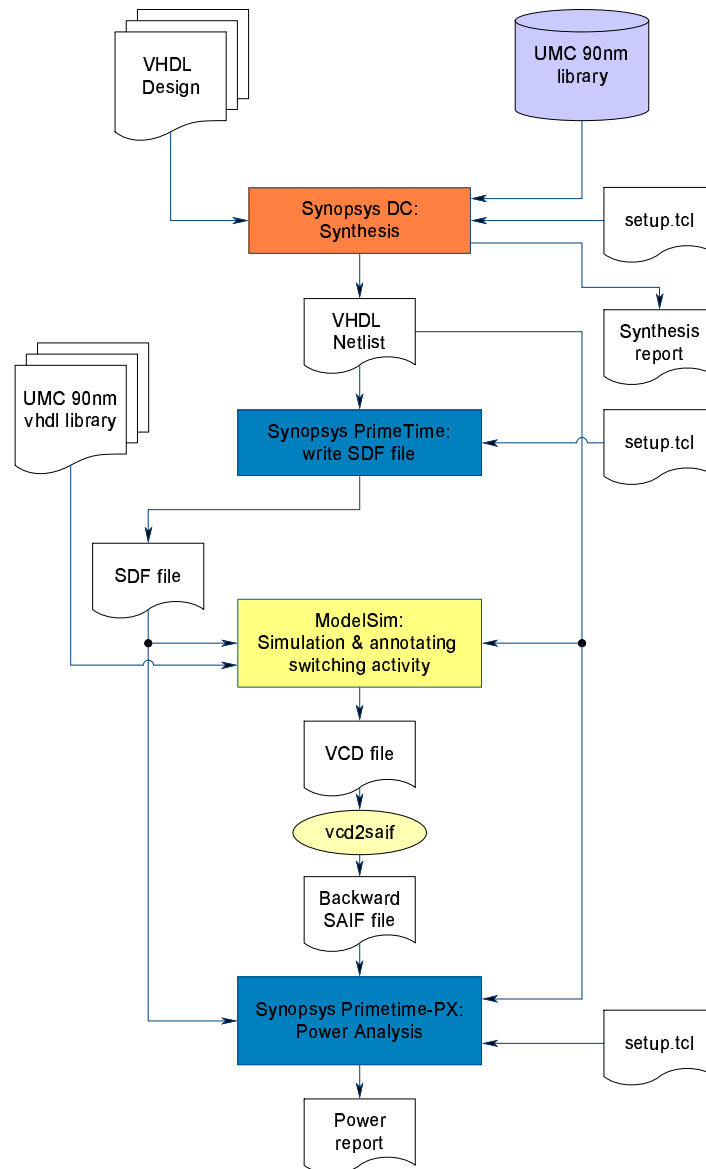 VHDL
Design
UMC 90nm
library
Synopsys DC:
Synthesis
setup.tcl
VHDL
Netlist
Synthesis
report
UMC 90nm
vhdl library
Synopsys PrimeTime:
write SDF file
setup.tcl
SDF file
ModelSim:
Simulation & annotating
switching activity
VCD file
vcd2saif
Backward
SAIF file
Synopsys Primetime-PX:
Power Analysis
setup.tcl
Power
report